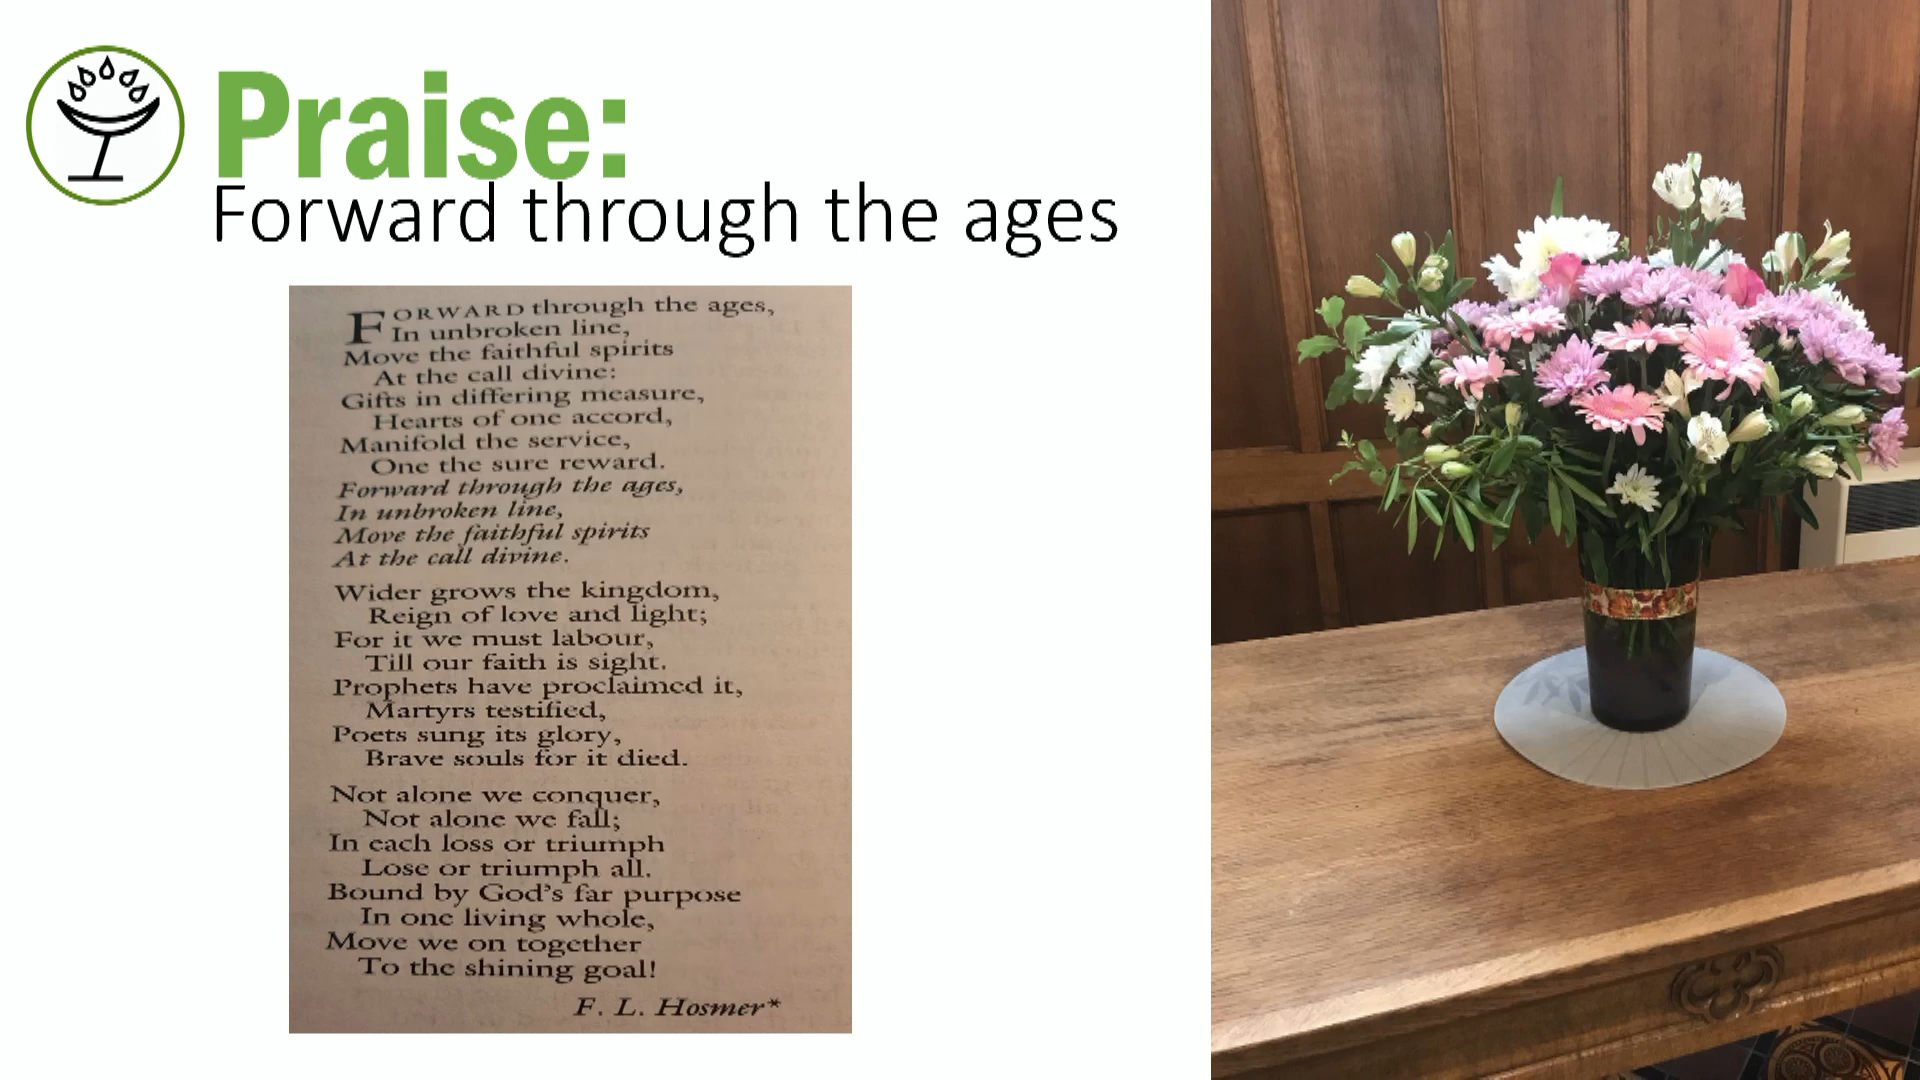 Praise:
Forward through the ages
FORWARD through the ages,
In unbroken line,
Move the faithful spirits
At the call divine:
Gifts in differing measure,
Hearts of one accord,
Manifold the service,
One the sure reward.
Forward through the ages,
In unbroken line,
Move the faithful spirits
At the call divine.
Wider grows the kingdom,
Reign of love and light;
For it we must labour,
Till our faith is sight.
Prophets have proclaimed it,
Martyrs testified,
Poets sung its glory,
Brave souls for it died.
Not alone we conquer,
Not alone we fall;
In each loss or triumph
Lose or triumph all.
Bound by God's far purpose
In one living whole,
Move we on together
To the shining goal!
F. L. Hosmer*